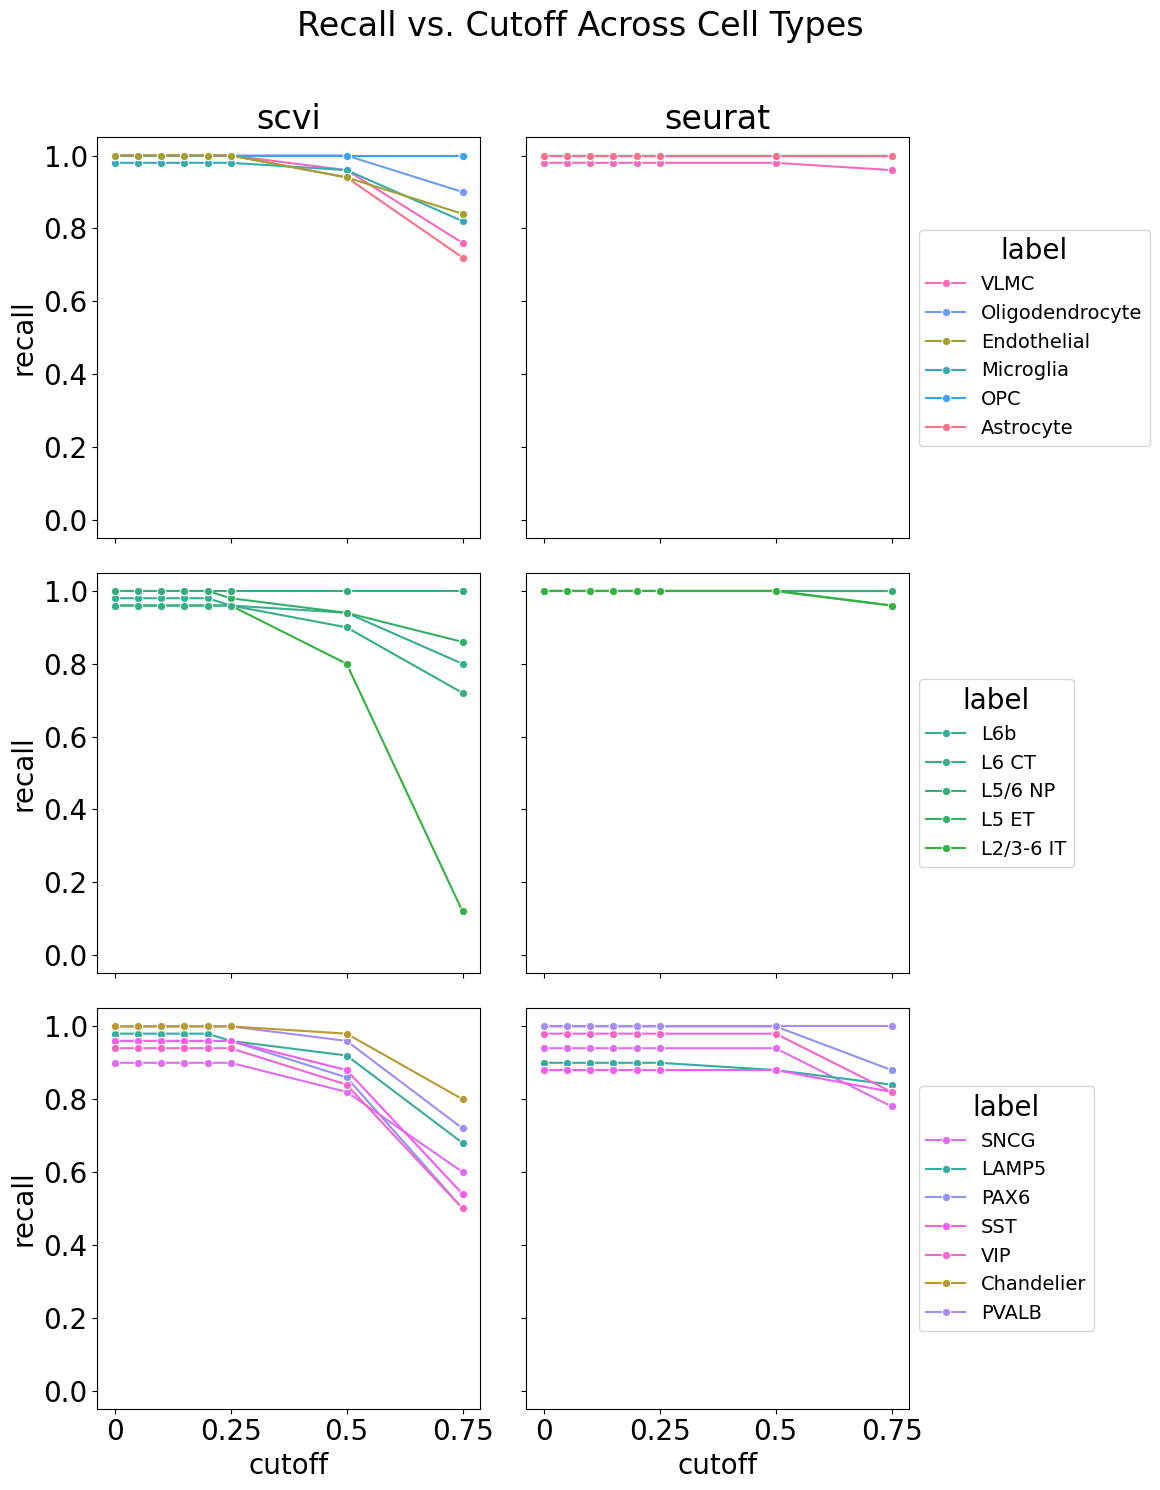 Recall vs. Cutoff Across Cell Types
scvi
seurat
recall
1.0
0.8
0.6
0.4
0.2
0.0
label
VLMC
Oligodendrocyte
Endothelial
Microglia
OPC
Astrocyte
recall
1.0
0.8
0.6
0.4
0.2
0.0
label
L6b
L6 CT
L5/6 NP
L5 ET
L2/3-6 IT
recall
1.0
0.8
0.6
0.4
0.2
0.0
label
SNCG
LAMP5
PAX6
SST
VIP
Chandelier
PVALB
0 0.25 0.5 0.75
cutoff
0 0.25 0.5 0.75
cutoff